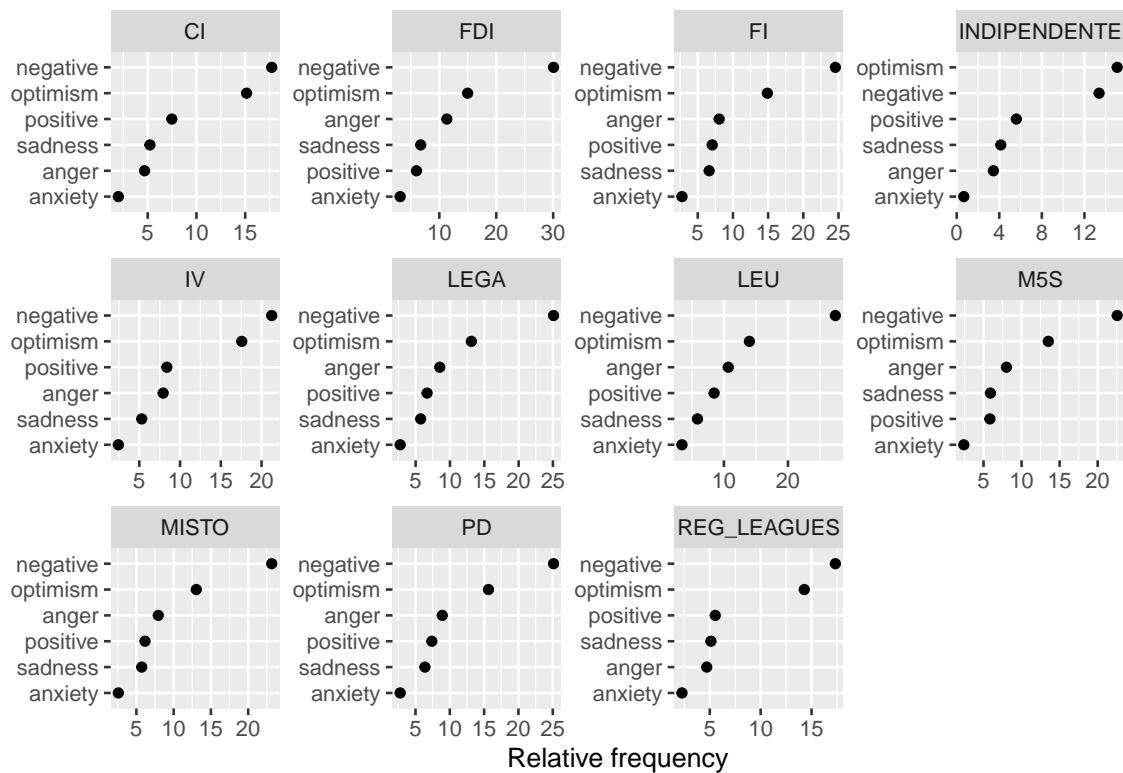 CI
negative
optimism
positive
sadness
anger
anxiety
5 10 15
FDI
negative
optimism
anger
sadness
positive
anxiety
10 20 30
FI
negative
optimism
anger
positive
sadness
anxiety
5 10 15 20 25
INDIPENDENTE
optimism
negative
positive
sadness
anger
anxiety
0 4 8 12
IV
negative
optimism
positive
anger
sadness
anxiety
5 10 15 20
LEGA
negative
optimism
anger
positive
sadness
anxiety
5 10 15 20 25
LEU
negative
optimism
anger
positive
sadness
anxiety
10 20
M5S
negative
optimism
anger
sadness
positive
anxiety
5 10 15 20
MISTO
negative
optimism
anger
positive
sadness
anxiety
5 10 15 20
PD
negative
optimism
anger
positive
sadness
anxiety
5 10 15 20 25
REG_LEAGUES
negative
optimism
positive
sadness
anger
anxiety
5 10 15
Relative frequency